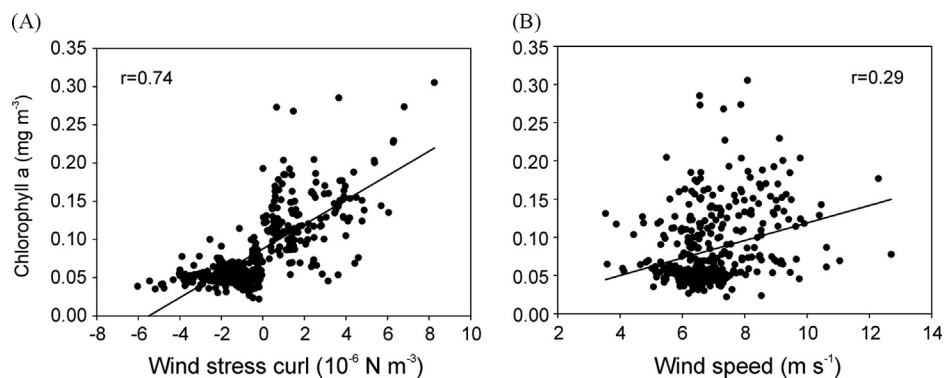 (A)
(B)
Chlorophyll a (mg m⁻³)
0.35
0.30
0.25
0.20
0.15
0.10
0.05
0.00
r=0.74
-8 -6 -4 -2 0 2 4 6 8 10
Wind stress curl (10⁻⁶ N m⁻³)
0.35
0.30
0.25
0.20
0.15
0.10
0.05
0.00
r=0.29
2 4 6 8 10 12 14
Wind speed (m s⁻¹)